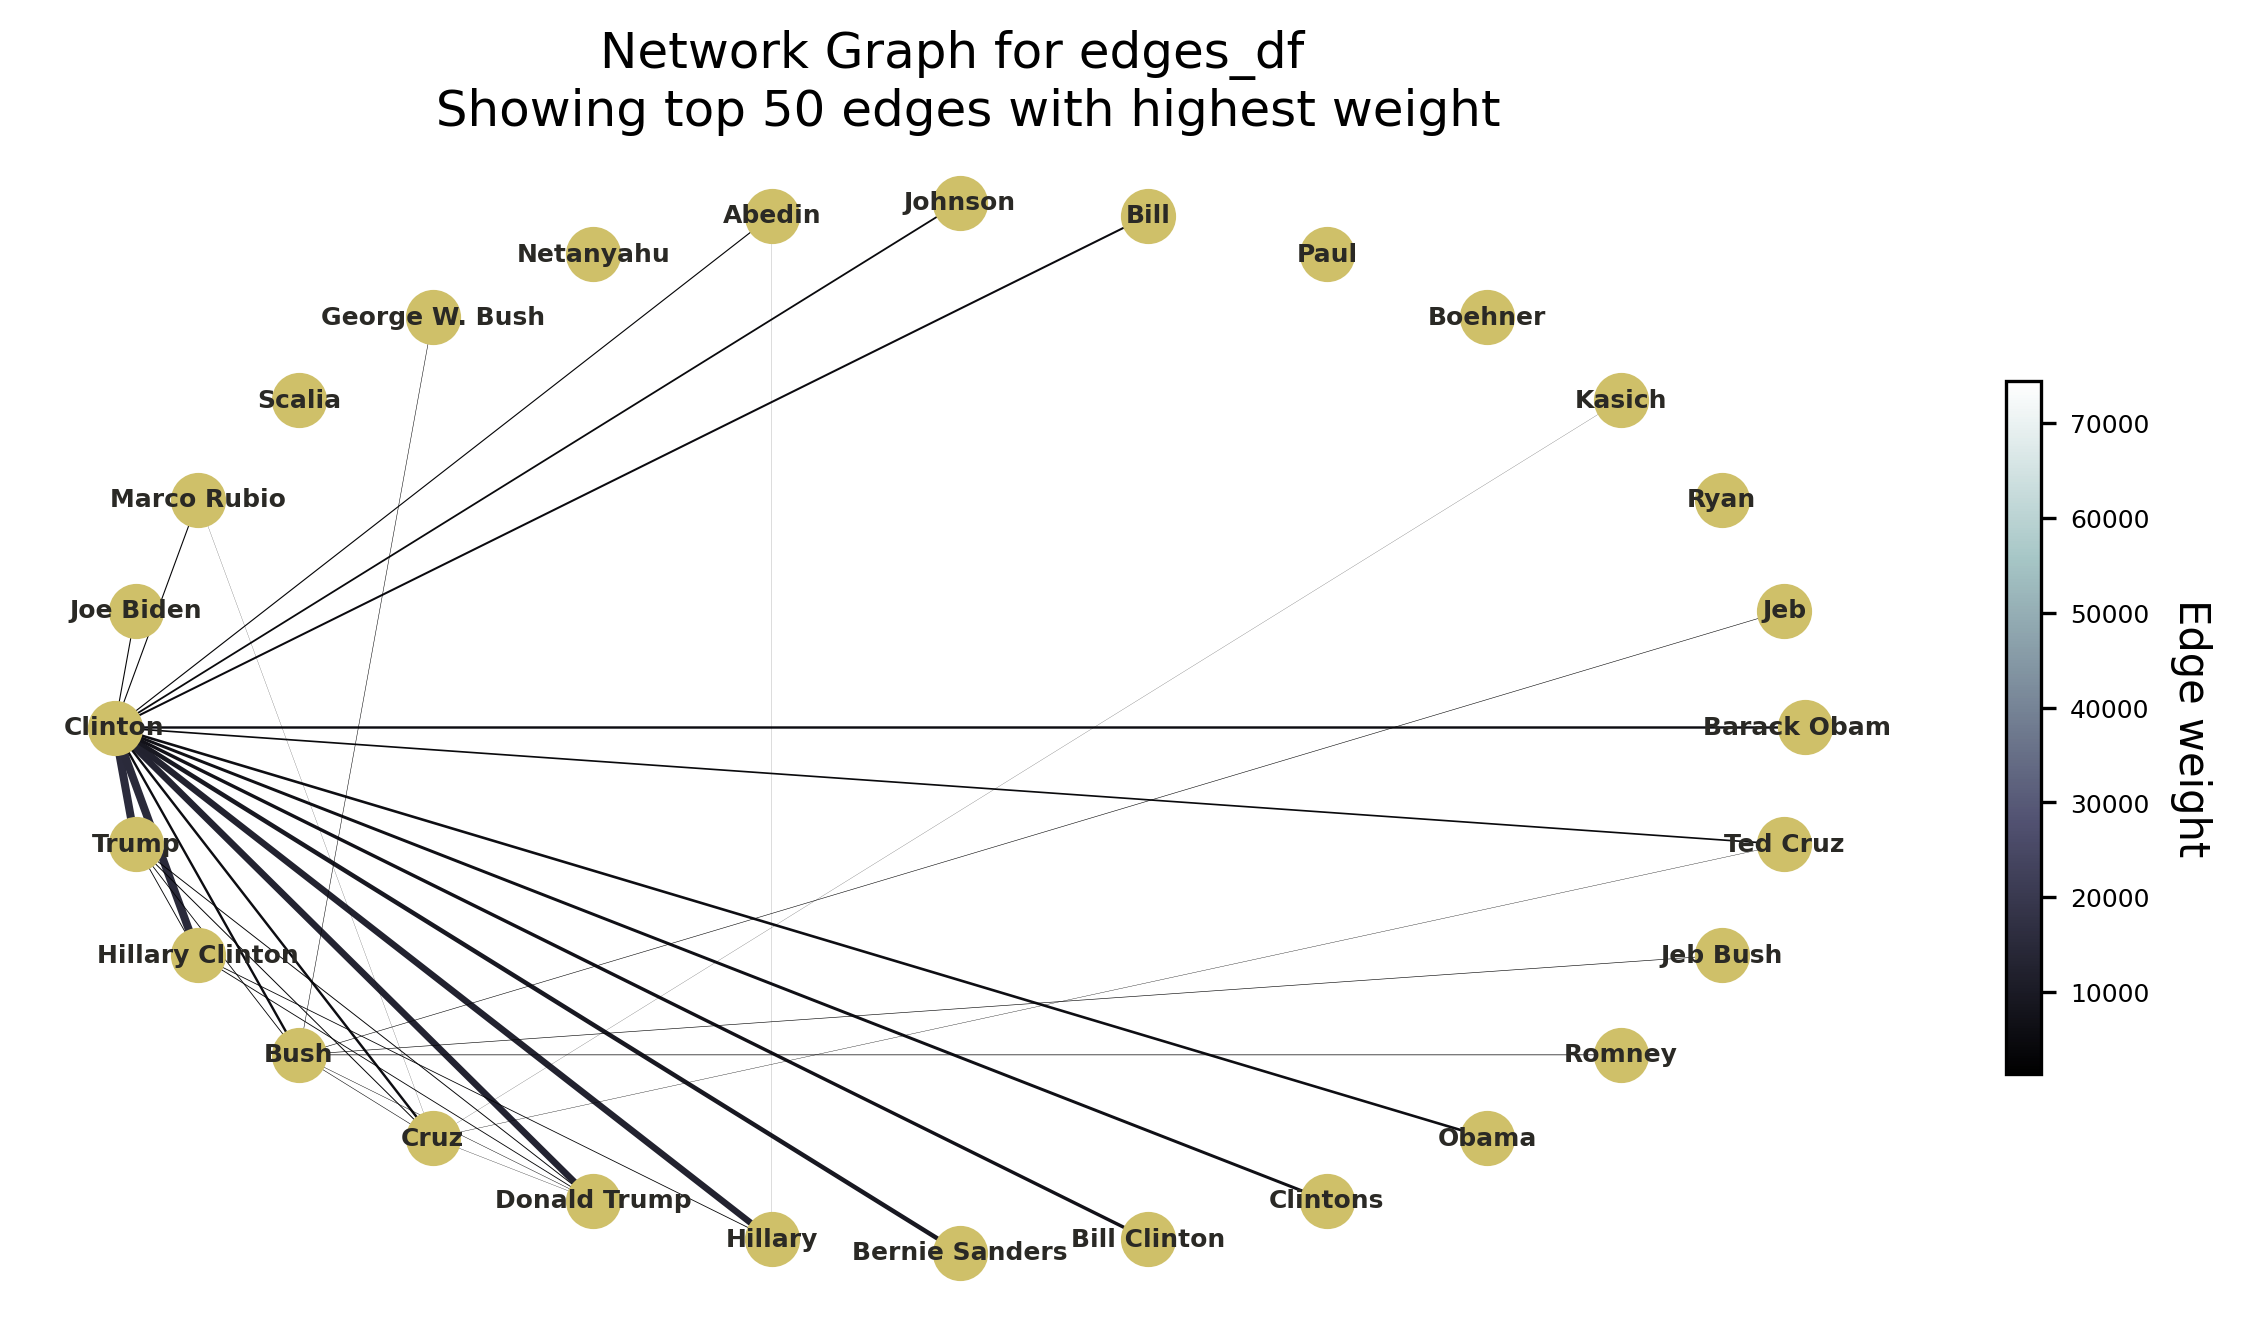 Network Graph for edges_df
Showing top 50 edges with highest weight
Johnson
Abedin
Bill
Netanyahu
Paul
George W. Bush
Boehner
Scalia
Kasich
Marco Rubio
Ryan
Joe Biden
Jeb
Clinton
Barack Obam
Trump
Ted Cruz
Hillary Clinton
Jeb Bush
Bush
Romney
Cruz
Obama
Donald Trump
Clintons
Hillary
Bill Clinton
Bernie Sanders
70000
60000
50000
40000
30000
20000
10000
Edge weight